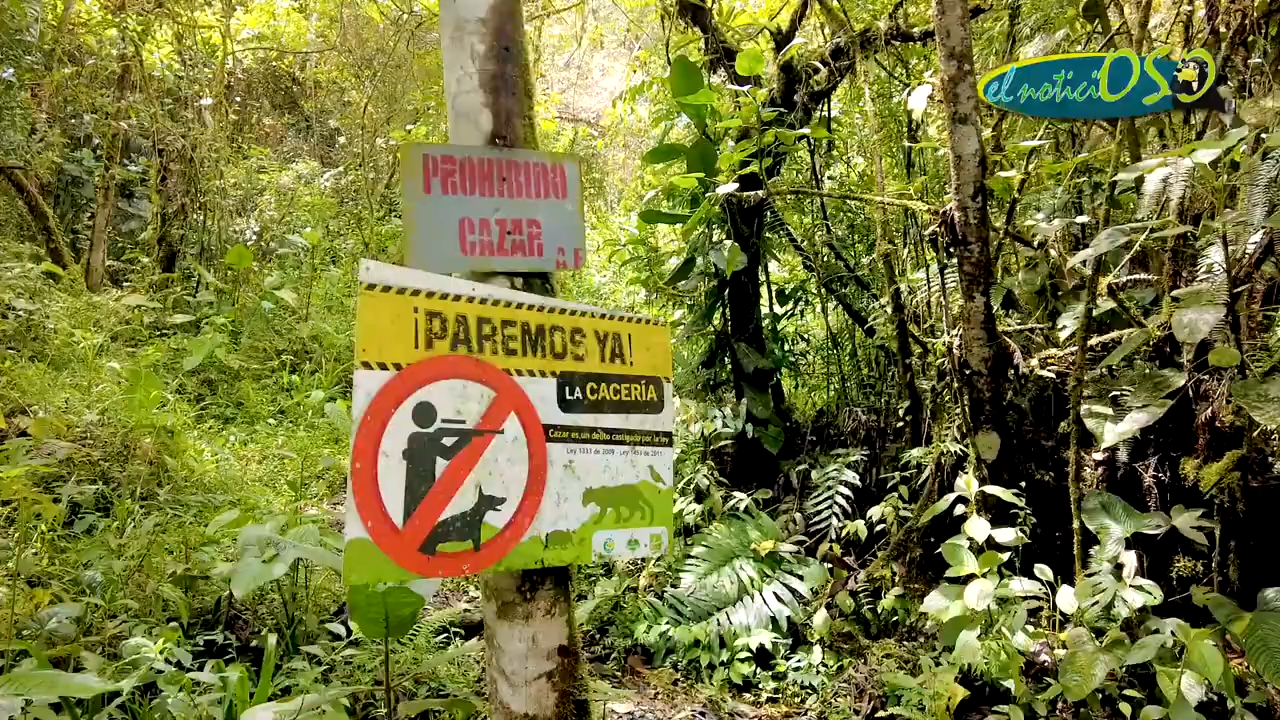 el noticiOSO
PROHIBIDO
CAZAR
A.F
¡PAREMOS YA!
LA CACERÍA
Cazar es un delito castigado por la ley
Ley 1333 de 2009 - Ley 1453 de 2011